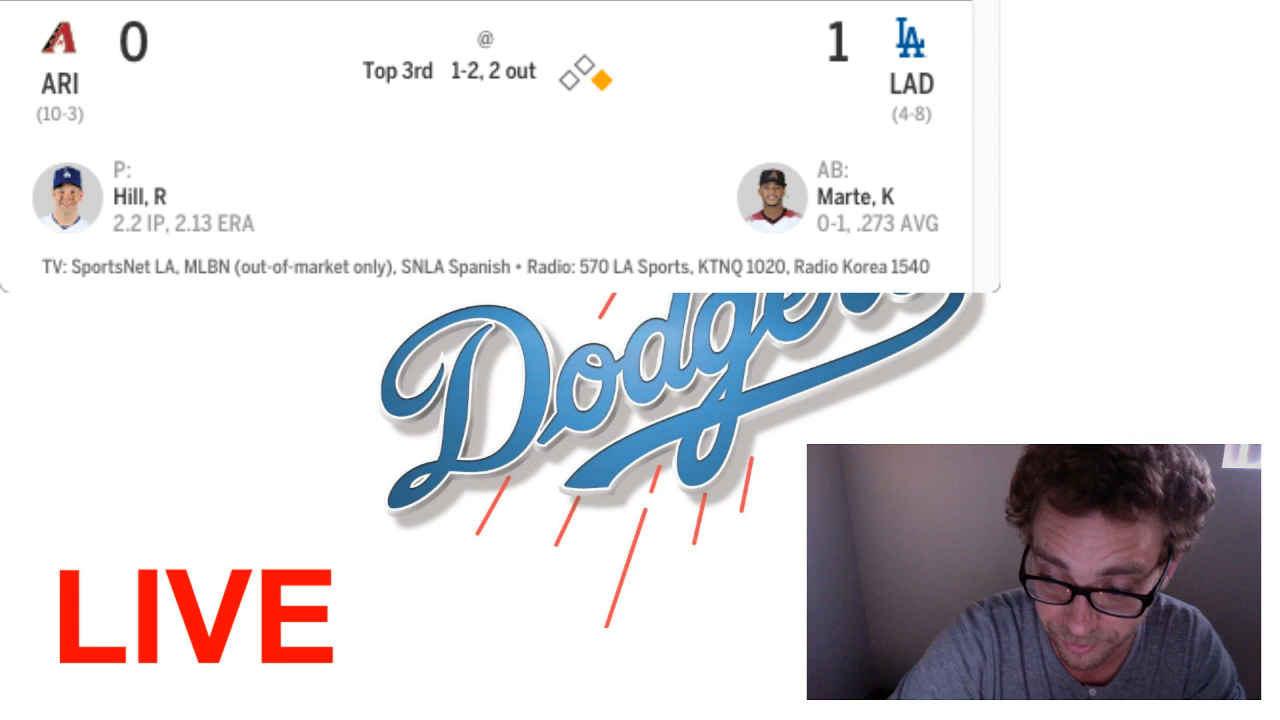 0
@
1
Top 3rd 1-2, 2 out
ARI
LAD
(10-3)
(4-8)
P:
Hill, R
2.2 IP, 2.13 ERA
AB:
Marte, K
0-1, .273 AVG
TV: SportsNet LA, MLBN (out-of-market only), SNLA Spanish • Radio: 570 LA Sports, KTNQ 1020, Radio Korea 1540
Dodgers
LIVE